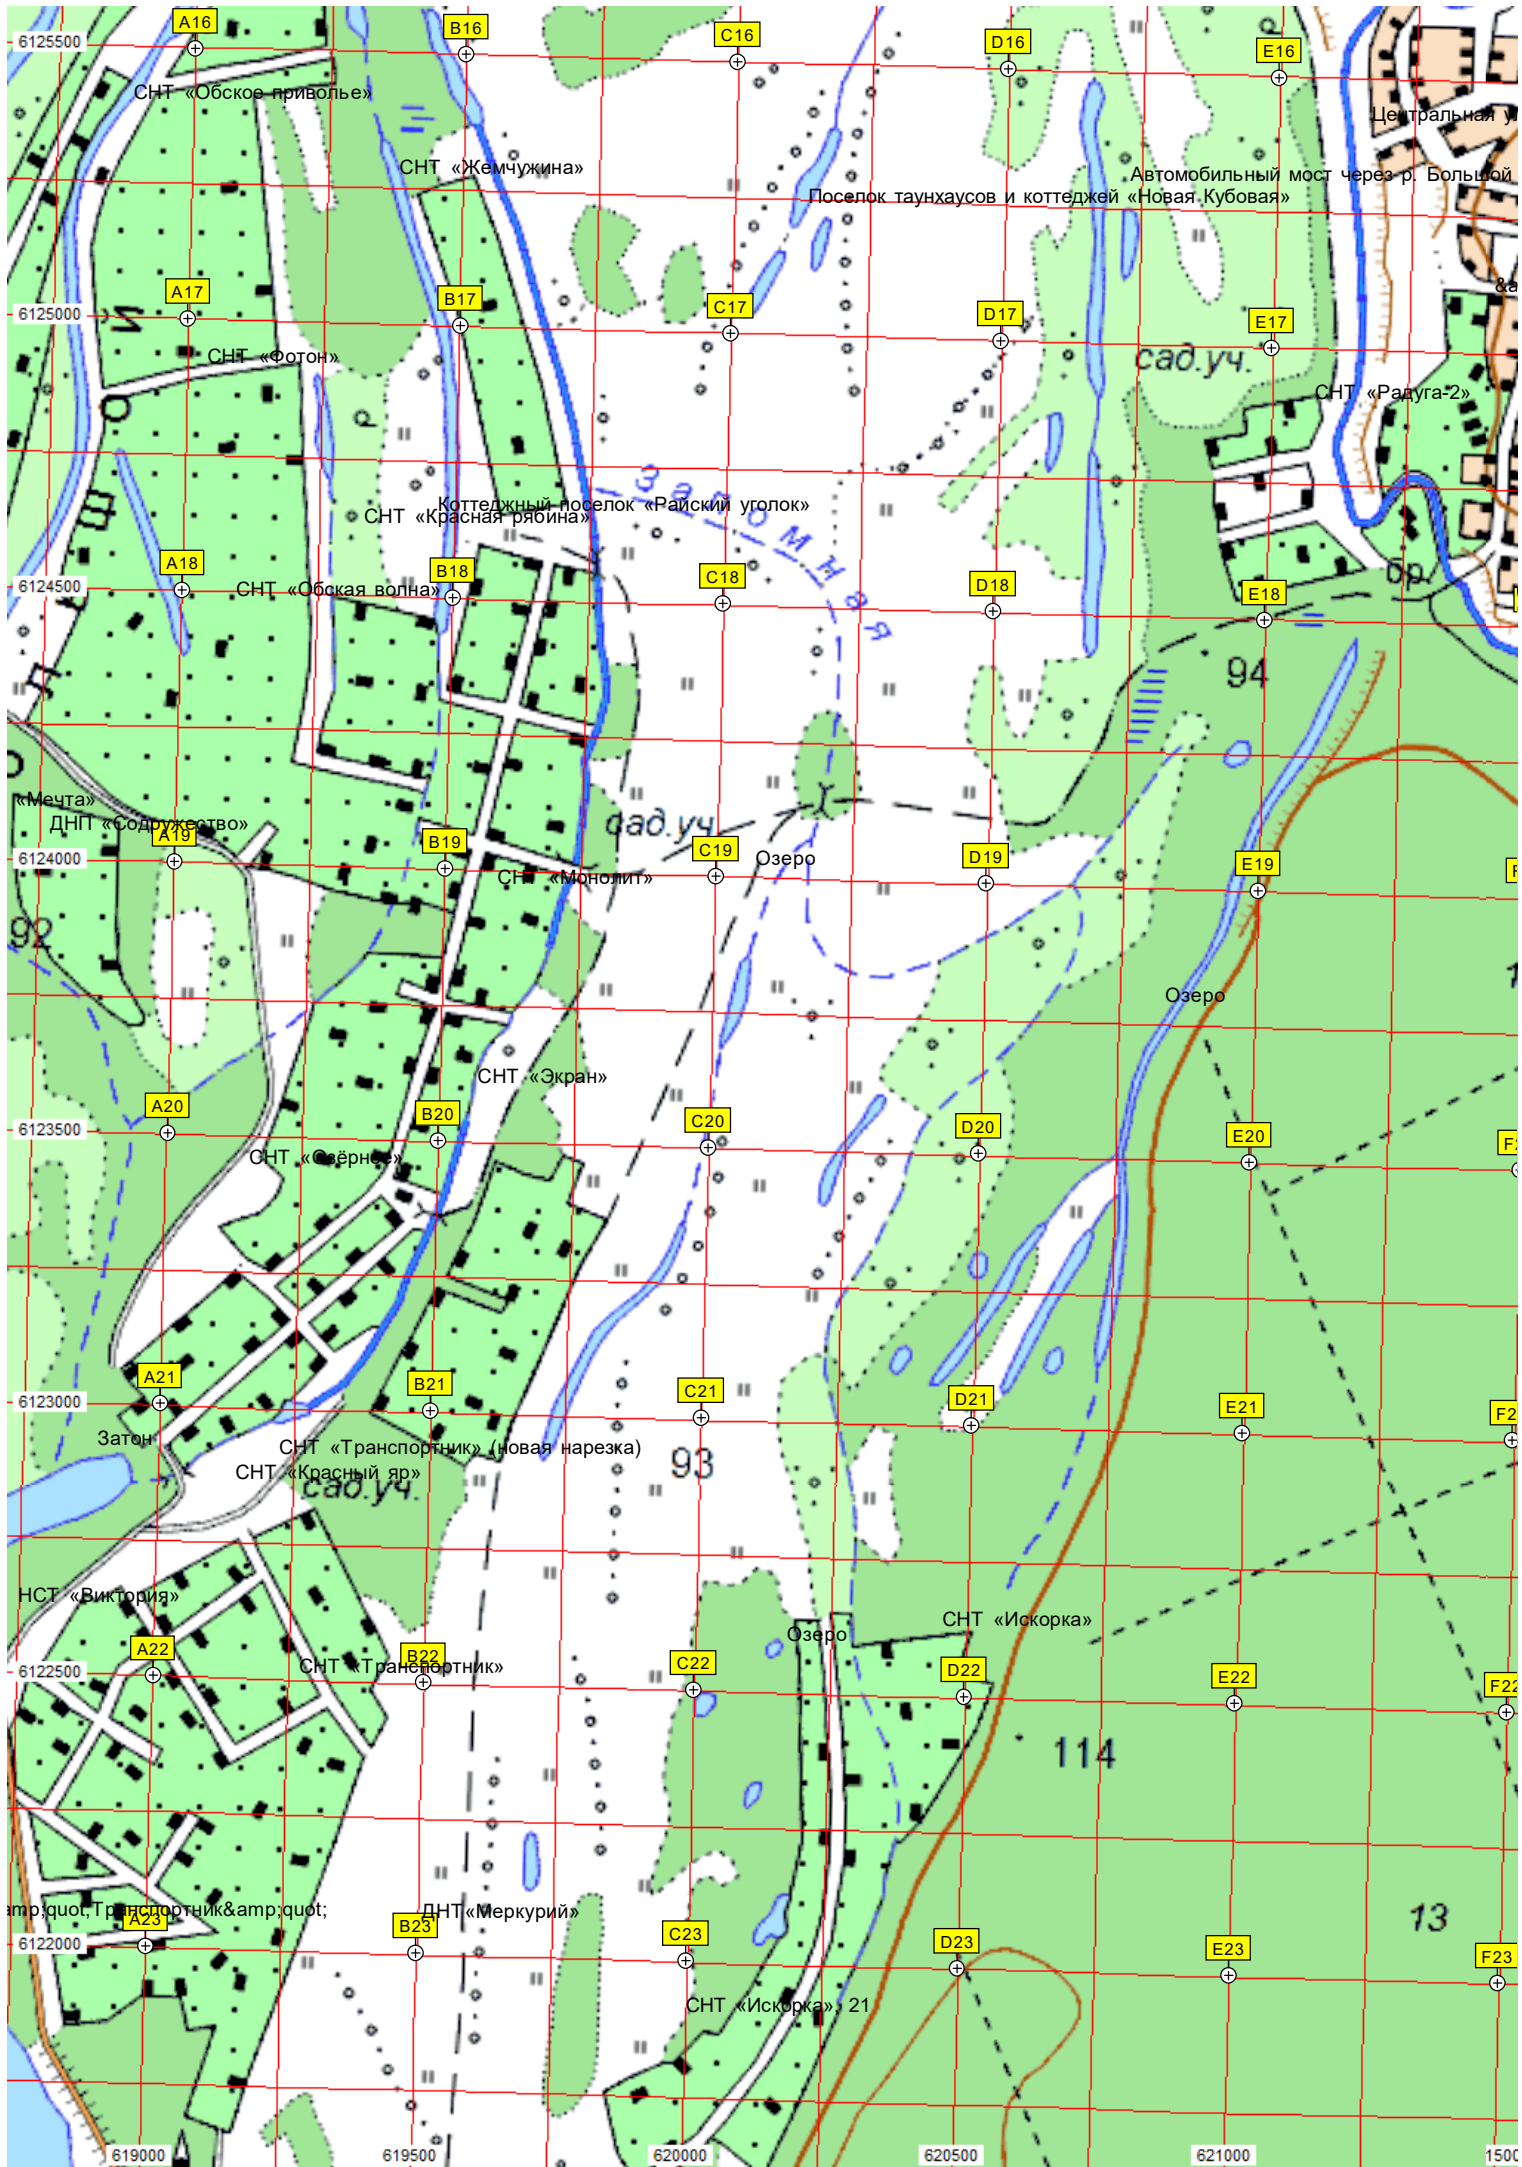 A16
B16
C16
D16
E16
6125500
СНТ «Обское приволье»
Центральная у
СНТ «Жемчужина»
Автомобильный мост через р. Большой
Поселок таунхаусов и коттеджей «Новая Кубовая»
A17
B17
C17
D17
E17
6125000
&a
СНТ «Фотон»
сад.уч.
СНТ «Радуга-2»
Коттеджный поселок «Райский уголок»
СНТ «Красная рябина»
Заломная
A18
B18
C18
D18
E18
6124500
СНТ «Обская волна»
бр.
94
«Мечта»
ДНП «Содружество»
сад.уч.
A19
B19
C19
D19
E19
6124000
Озеро
СНТ «Монолит»
92
Озеро
СНТ «Экран»
A20
B20
C20
D20
E20
6123500
СНТ «Озёрное»
A21
B21
C21
D21
E21
6123000
Затон
СНТ «Транспортник» (новая нарезка)
СНТ «Красный яр»
93
сад.уч.
НСТ «Виктория»
СНТ «Искорка»
Озеро
A22
B22
C22
D22
E22
F22
6122500
СНТ «Транспортник»
114
amp;quot;Транспортник&amp;quot;
ДНТ«Меркурий»
13
A23
B23
C23
D23
E23
F23
6122000
СНТ «Искорка», 21
619000
619500
620000
620500
621000